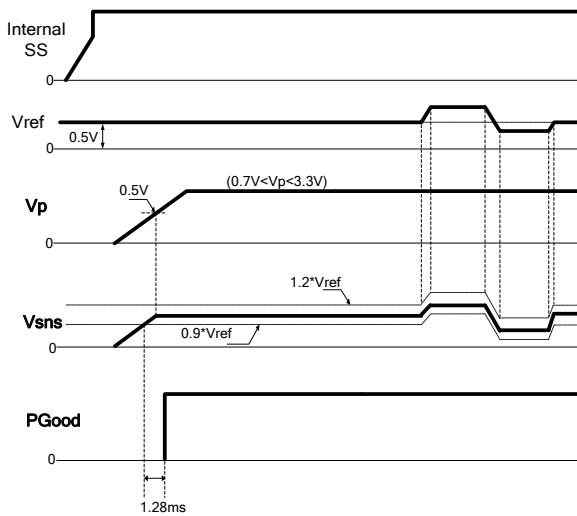 Internal
SS
0
Vref
0.5V
0
0.5V
(0.7V<Vp<3.3V)
Vp
0
1.2*Vref
Vsns
0.9*Vref
0
PGood
0
1.28ms